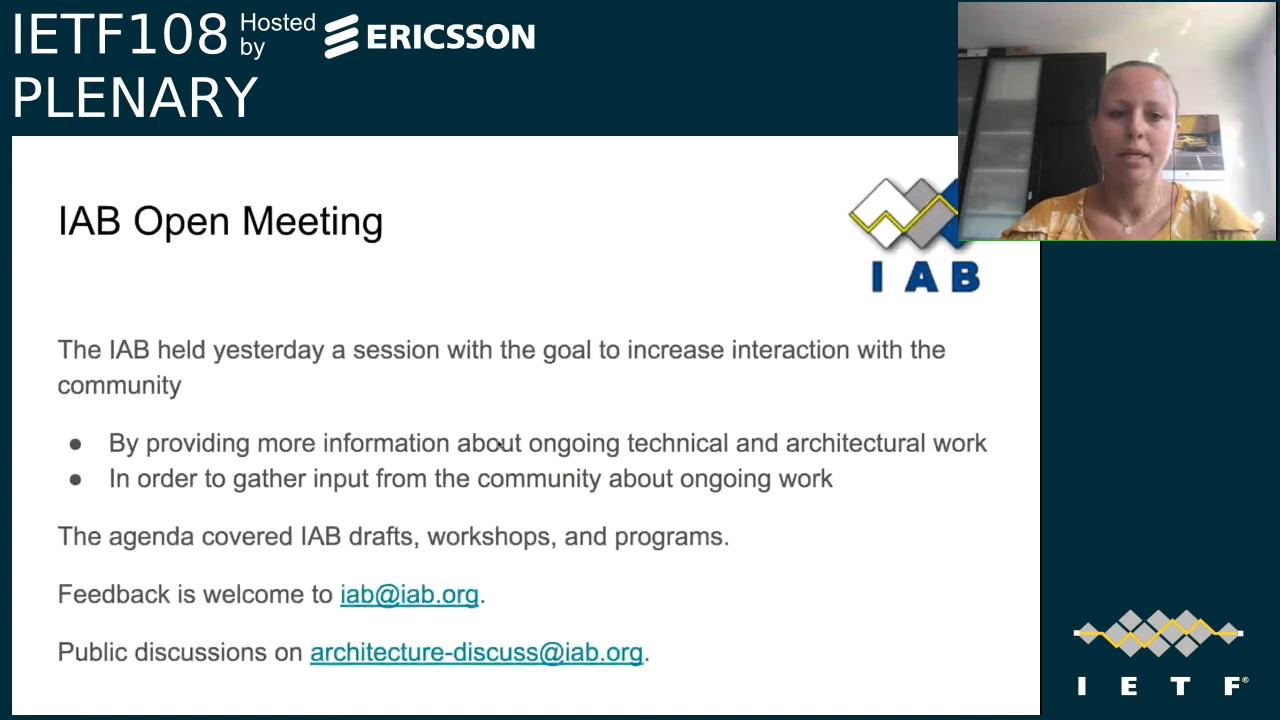 IETF108 Hosted by ERICSSON
PLENARY
IAB Open Meeting
I A B
The IAB held yesterday a session with the goal to increase interaction with the
community
● By providing more information about ongoing technical and architectural work
● In order to gather input from the community about ongoing work
The agenda covered IAB drafts, workshops, and programs.
Feedback is welcome to iab@iab.org.
Public discussions on architecture-discuss@iab.org.
I E T F®